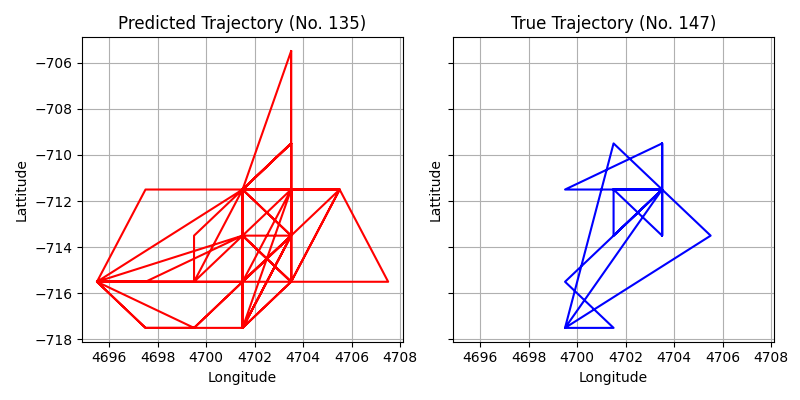 Predicted Trajectory (No. 135)
True Trajectory (No. 147)
Lattitude
−706
−708
−710
−712
−714
−716
−718
4696 4698 4700 4702 4704 4706 4708
Longitude
Lattitude
4696 4698 4700 4702 4704 4706 4708
Longitude